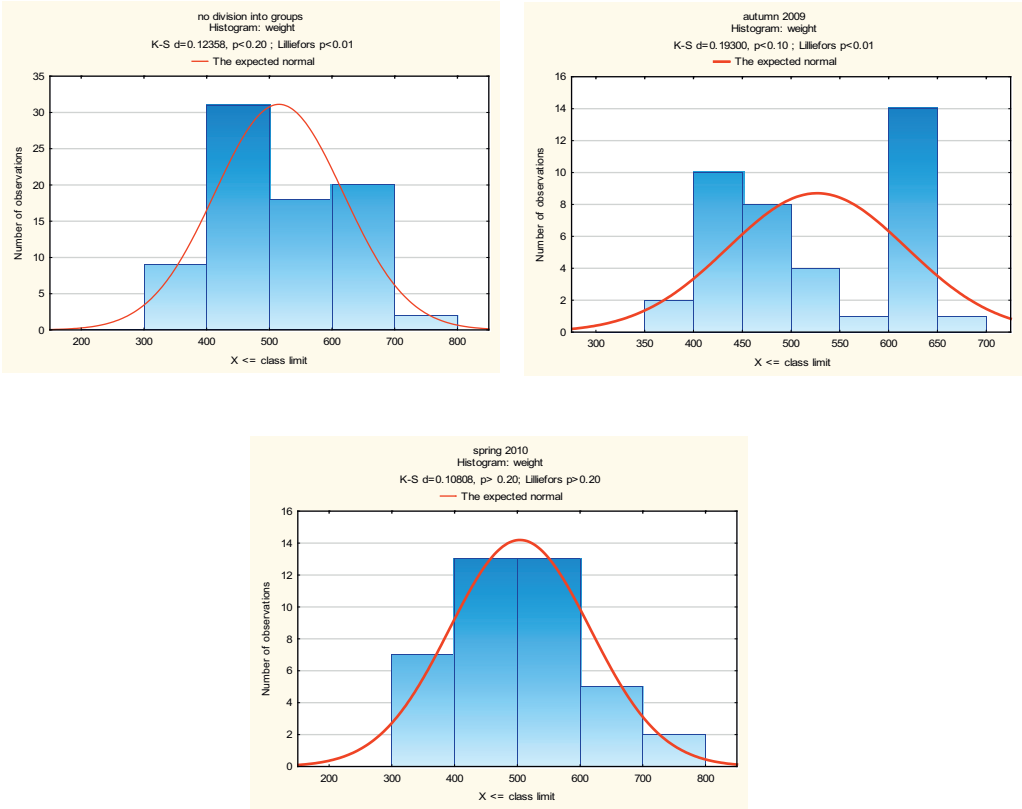 no division into groups
Histogram: weight
K-S d=0.12358, p<0.20 ; Lilliefors p<0.01
The expected normal
35
30
25
20
15
10
5
0
Number of observations
200 300 400 500 600 700 800
X <= class limit
autumn 2009
Histogram: weight
K-S d=0.19300, p<0.10 ; Lilliefors p<0.01
The expected normal
16
14
12
10
8
6
4
2
0
Number of observations
300 350 400 450 500 550 600 650 700
X <= class limit
spring 2010
Histogram: weight
K-S d=0.10808, p> 0.20; Lilliefors p>0.20
The expected normal
16
14
12
10
8
6
4
2
0
Number of observations
200 300 400 500 600 700 800
X <= class limit